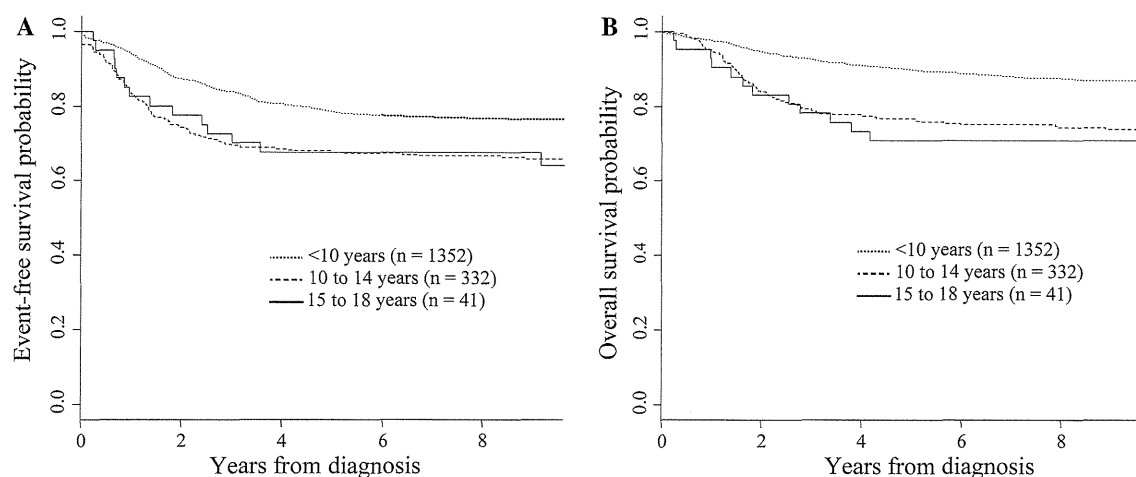 A
Event-free survival probability
1.0
0.8
0.6
0.4
0.2
0.0
<10 years (n = 1352)
10 to 14 years (n = 332)
15 to 18 years (n = 41)
0 2 4 6 8
Years from diagnosis
B
Overall survival probability
1.0
0.8
0.6
0.4
0.2
0.0
<10 years (n = 1352)
10 to 14 years (n = 332)
15 to 18 years (n = 41)
0 2 4 6 8
Years from diagnosis